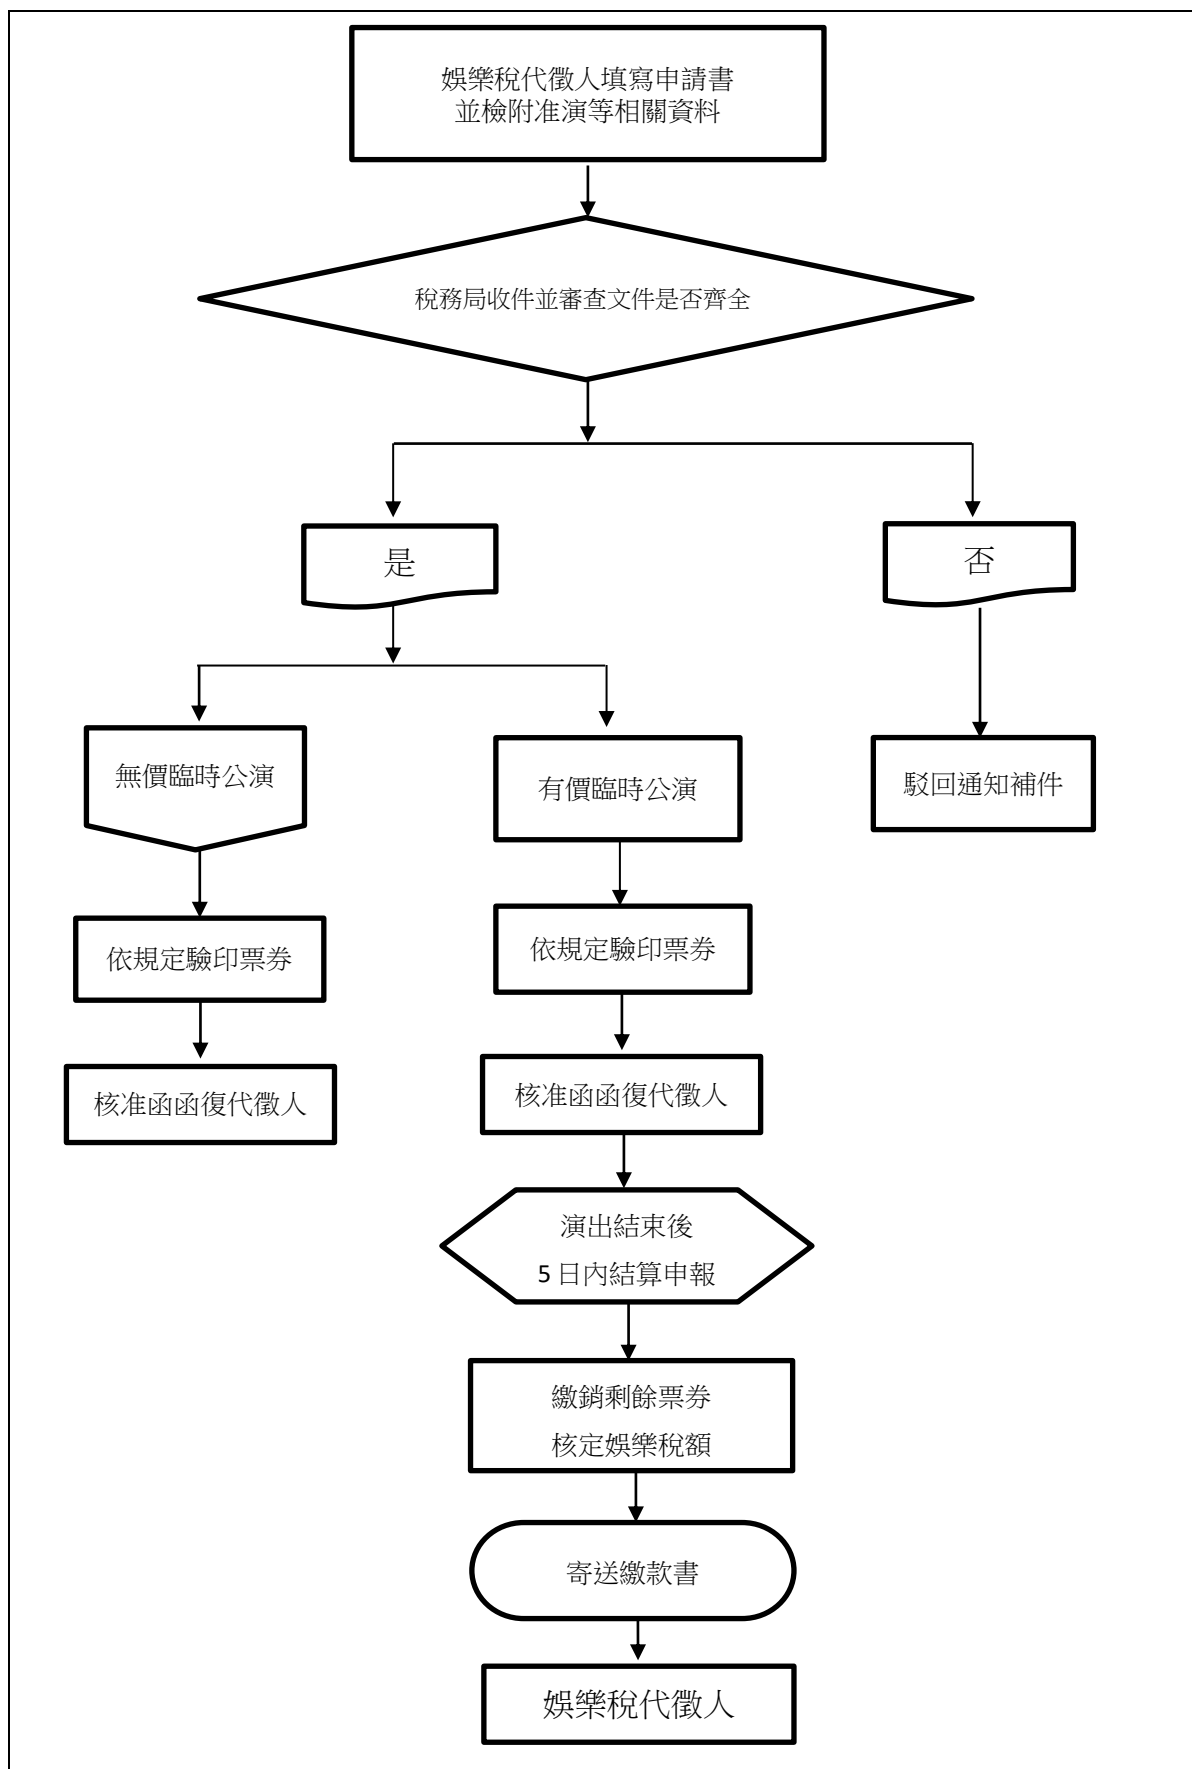 娛樂稅代徵人填寫申請書
並檢附准演等相關資料
稅務局收件並審查文件是否齊全
是
否
無價臨時公演
有價臨時公演
駁回通知補件
依規定驗印票券
依規定驗印票券
核准函函復代徵人
核准函函復代徵人
演出結束後
5 日內結算申報
繳銷剩餘票券
核定娛樂稅額
寄送繳款書
娛樂稅代徵人